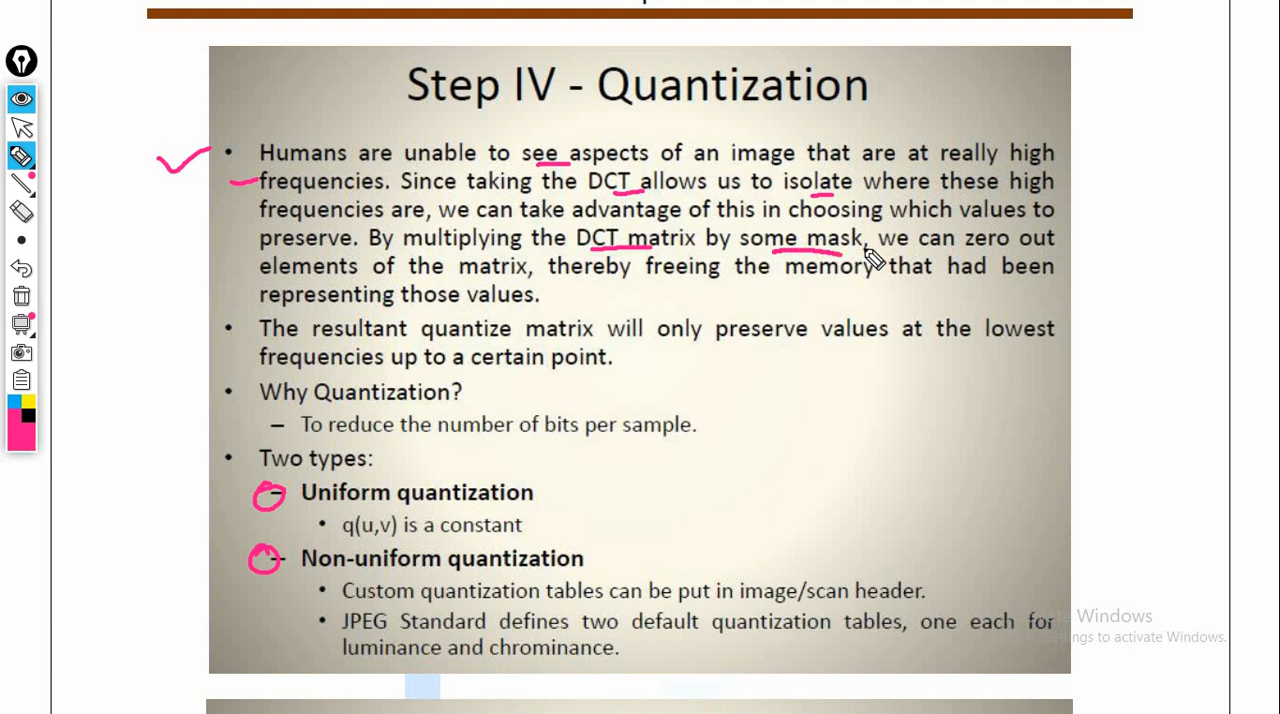 Step IV - Quantization
• Humans are unable to see aspects of an image that are at really high
frequencies. Since taking the DCT allows us to isolate where these high
frequencies are, we can take advantage of this in choosing which values to
preserve. By multiplying the DCT matrix by some mask, we can zero out
elements of the matrix, thereby freeing the memory that had been
representing those values.
• The resultant quantize matrix will only preserve values at the lowest
frequencies up to a certain point.
• Why Quantization?
– To reduce the number of bits per sample.
• Two types:
– Uniform quantization
• q(u,v) is a constant
– Non-uniform quantization
• Custom quantization tables can be put in image/scan header.
Windows
• JPEG Standard defines two default quantization tables, one each for
to activate Windows.
luminance and chrominance.